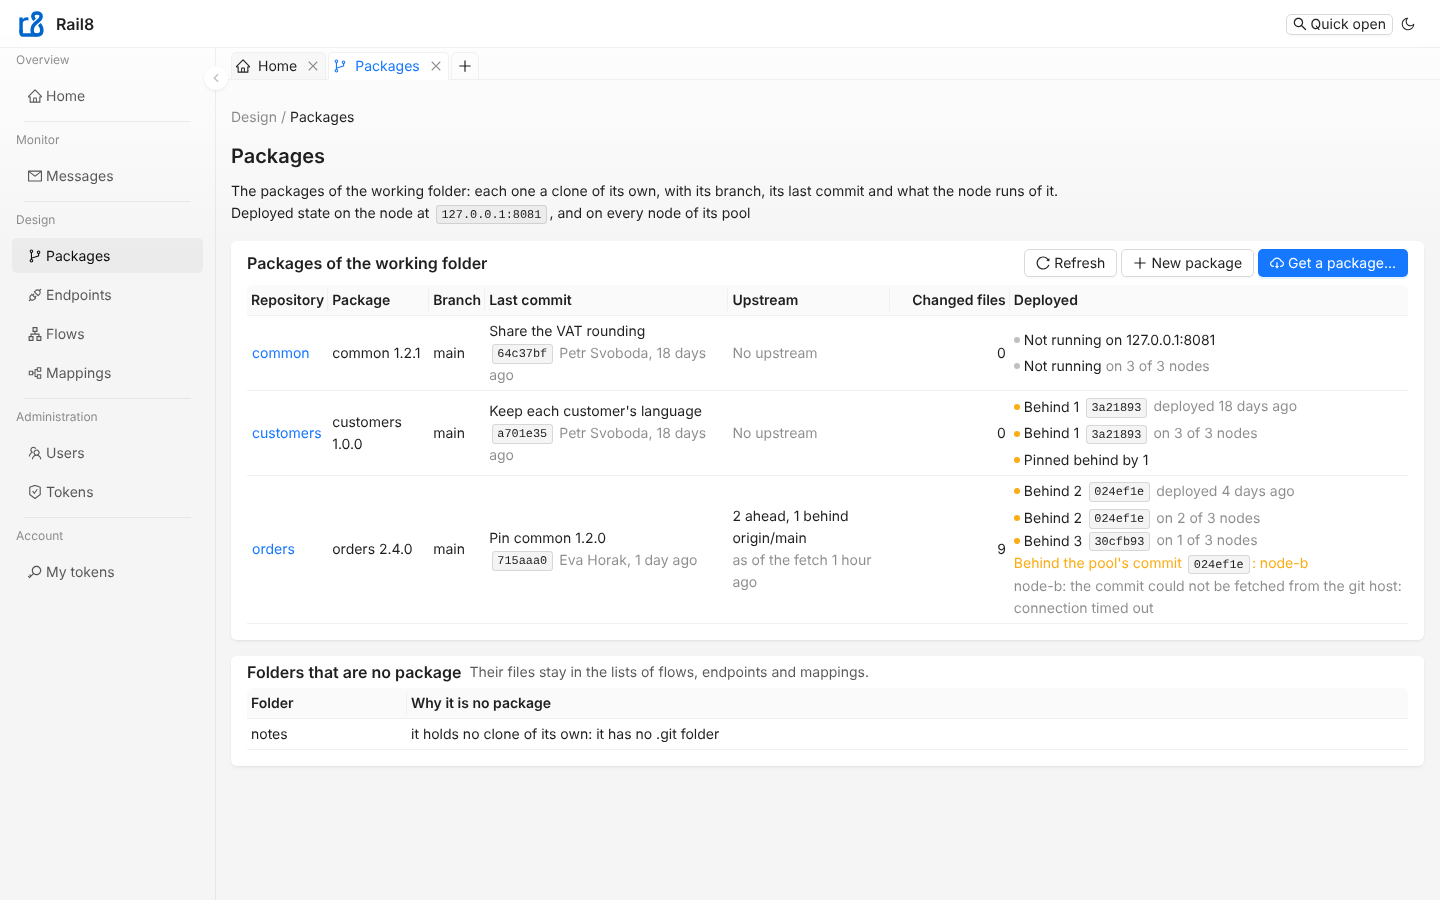 Rail8
Quick open
Overview
Home
Monitor
Messages
Design
Packages
Endpoints
Flows
Mappings
Administration
Users
Tokens
Account
My tokens
Home
Packages
Design / Packages
Packages
The packages of the working folder: each one a clone of its own, with its branch, its last commit and what the node runs of it.
Deployed state on the node at 127.0.0.1:8081, and on every node of its pool
Packages of the working folder
Refresh
New package
Get a package...
Repository Package Branch Last commit Upstream Changed files Deployed
common
common 1.2.1
main
Share the VAT rounding
64c37bf Petr Svoboda, 18 days
ago
No upstream
0
Not running on 127.0.0.1:8081
Not running on 3 of 3 nodes
customers
customers
1.0.0
main
Keep each customer's language
a701e35 Petr Svoboda, 18 days
ago
No upstream
0
Behind 1 3a21893 deployed 18 days ago
Behind 1 3a21893 on 3 of 3 nodes
Pinned behind by 1
orders
orders 2.4.0
main
Pin common 1.2.0
715aaa0 Eva Horak, 1 day ago
2 ahead, 1 behind
origin/main
as of the fetch 1 hour
ago
9
Behind 2 024ef1e deployed 4 days ago
Behind 2 024ef1e on 2 of 3 nodes
Behind 3 30cfb93 on 1 of 3 nodes
Behind the pool's commit 024ef1e: node-b
node-b: the commit could not be fetched from the git host:
connection timed out
Folders that are no package Their files stay in the lists of flows, endpoints and mappings.
Folder Why it is no package
notes it holds no clone of its own: it has no .git folder